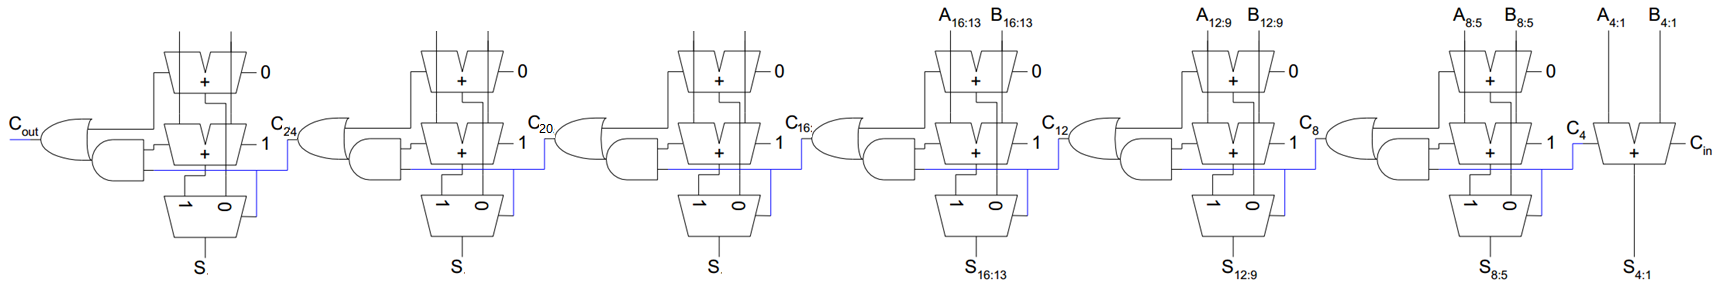 A16:13 B16:13 A12:9 B12:9 A8:5 B8:5 A4:1 B4:1
0 0 0 0 0 0
+ + + + + +
Cout C24 C20 C16: C12 C8 C4
1 1 1 1 1 1 Cin
+ + + + + + +
1 0 1 0 1 0 1 0 1 0 1 0
S. S. S. S16:13 S12:9 S8:5 S4:1